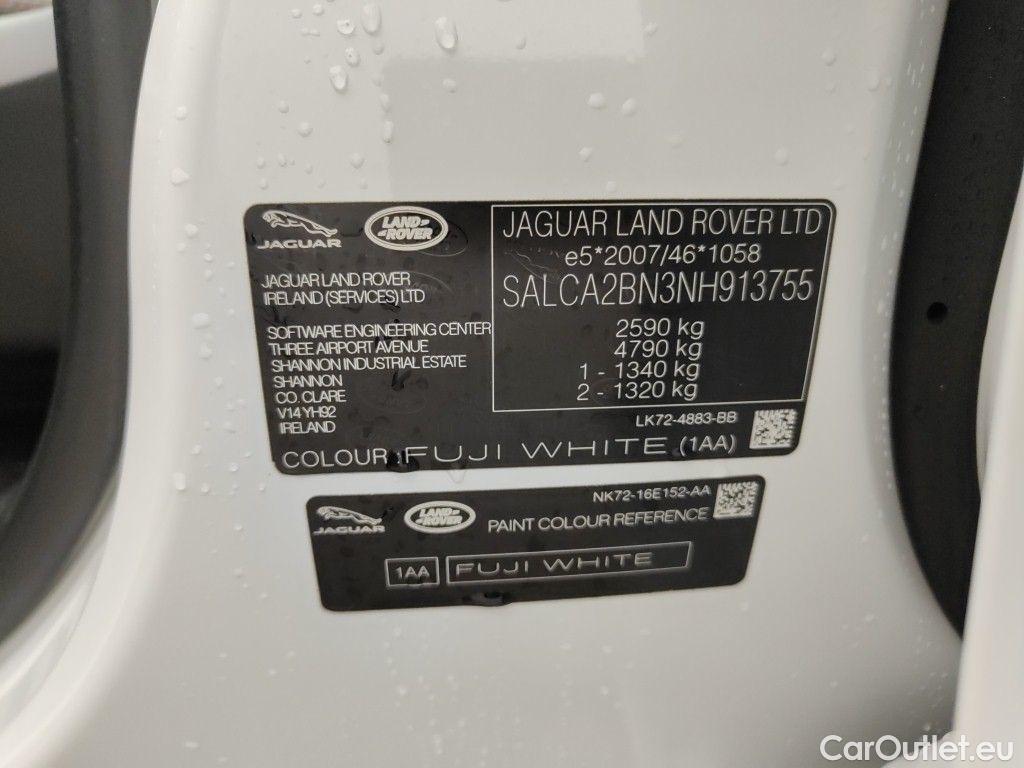 JAGUAR
LAND ROVER
JAGUAR LAND ROVER
IRELAND (SERVICES) LTD
SOFTWARE ENGINEERING CENTER
THREE AIRPORT AVENUE
SHANNON INDUSTRIAL ESTATE
SHANNON
CO. CLARE
V14 YH92
IRELAND
JAGUAR LAND ROVER LTD
e5*2007/46*1058
SALCA2BN3NH913755
2590 kg
4790 kg
1 - 1340 kg
2 - 1320 kg
LK72-4883-BB
COLOUR FUJI WHITE (1AA)
JAGUAR
LAND ROVER
NK72-16E152-AA
PAINT COLOUR REFERENCE
1AA FUJI WHITE
CarOutlet.eu